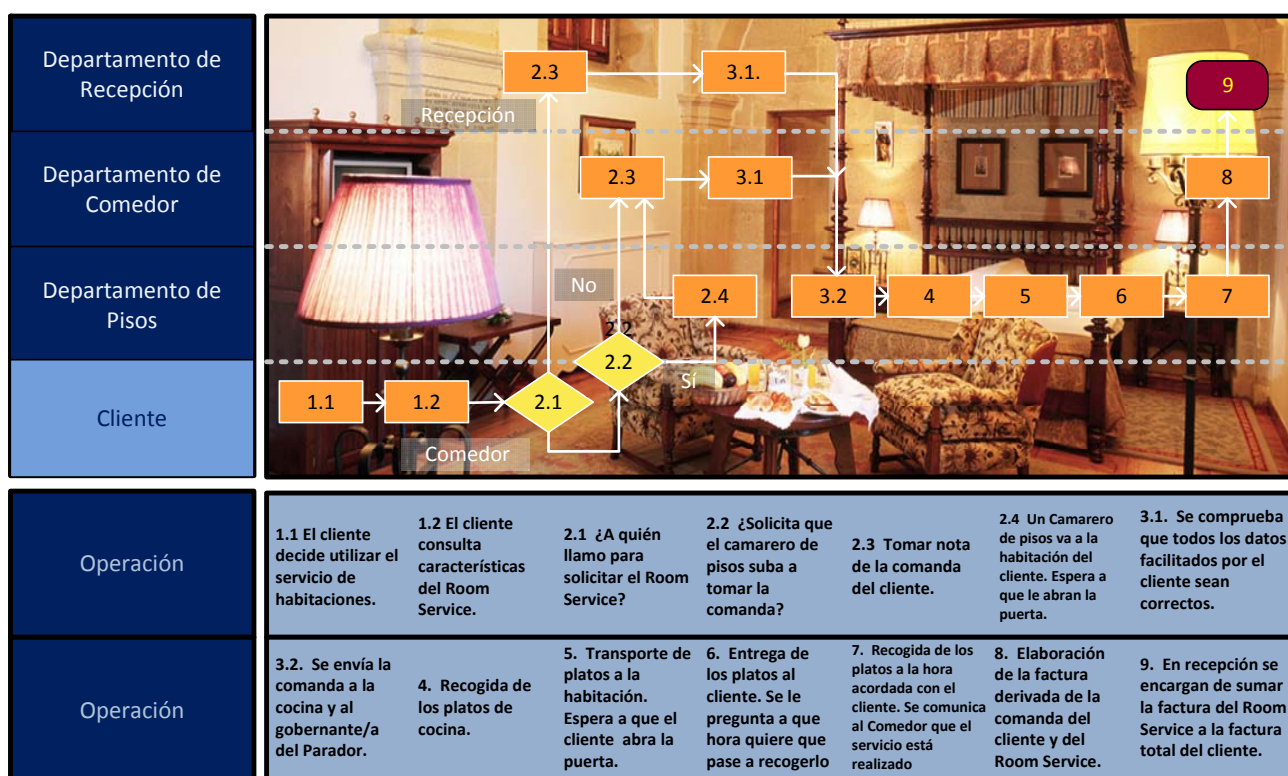 Departamento de
Recepción
2.3
3.1.
9
Recepción
Departamento de
Comedor
2.3
3.1
8
Departamento de
Pisos
No
2.4
3.2
4
5
6
7
2.2
2.2
Sí
Cliente
1.1
1.2
2.1
Comedor
Operación
1.1 El cliente
decide utilizar el
servicio de
habitaciones.
1.2 El cliente
consulta
características
del Room
Service.
2.1 ¿A quién
llamo para
solicitar el Room
Service?
2.2 ¿Solicita que
el camarero de
pisos suba a
tomar la
comanda?
2.3 Tomar nota
de la comanda
del cliente.
2.4 Un Camarero
de pisos va a la
habitación del
cliente. Espera a
que le abran la
puerta.
3.1. Se comprueba
que todos los datos
facilitados por el
cliente sean
correctos.
Operación
3.2. Se envía la
comanda a la
cocina y al
gobernante/a
del Parador.
4. Recogida de
los platos de
cocina.
5. Transporte de
platos a la
habitación.
Espera a que el
cliente abra la
puerta.
6. Entrega de
los platos al
cliente. Se le
pregunta a que
hora quiere que
pase a recogerlo
7. Recogida de los
platos a la hora
acordada con el
cliente. Se comunica
al Comedor que el
servicio está
realizado
8. Elaboración
de la factura
derivada de la
comanda del
cliente y del
Room Service.
9. En recepción se
encargan de sumar
la factura del Room
Service a la factura
total del cliente.